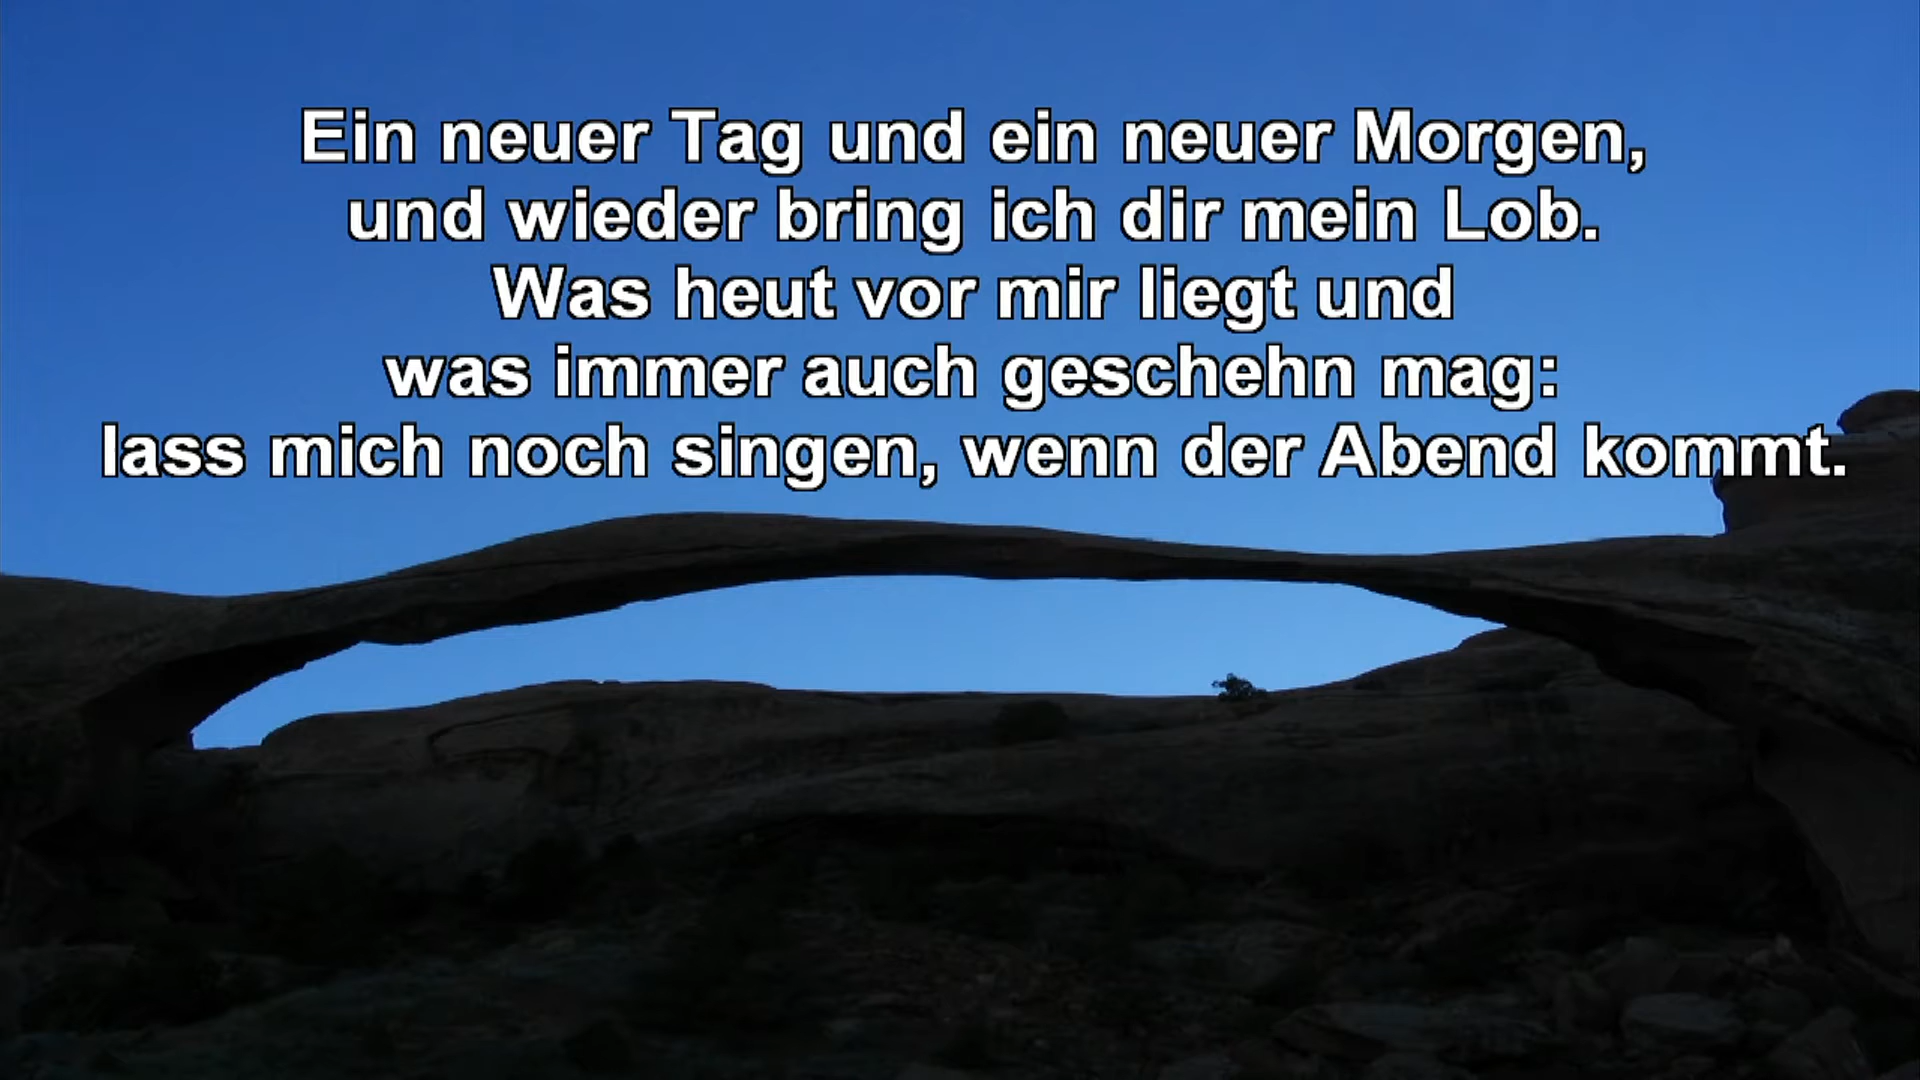 Ein neuer Tag und ein neuer Morgen,
und wieder bring ich dir mein Lob.
Was heut vor mir liegt und
was immer auch geschehn mag:
lass mich noch singen, wenn der Abend kommt.